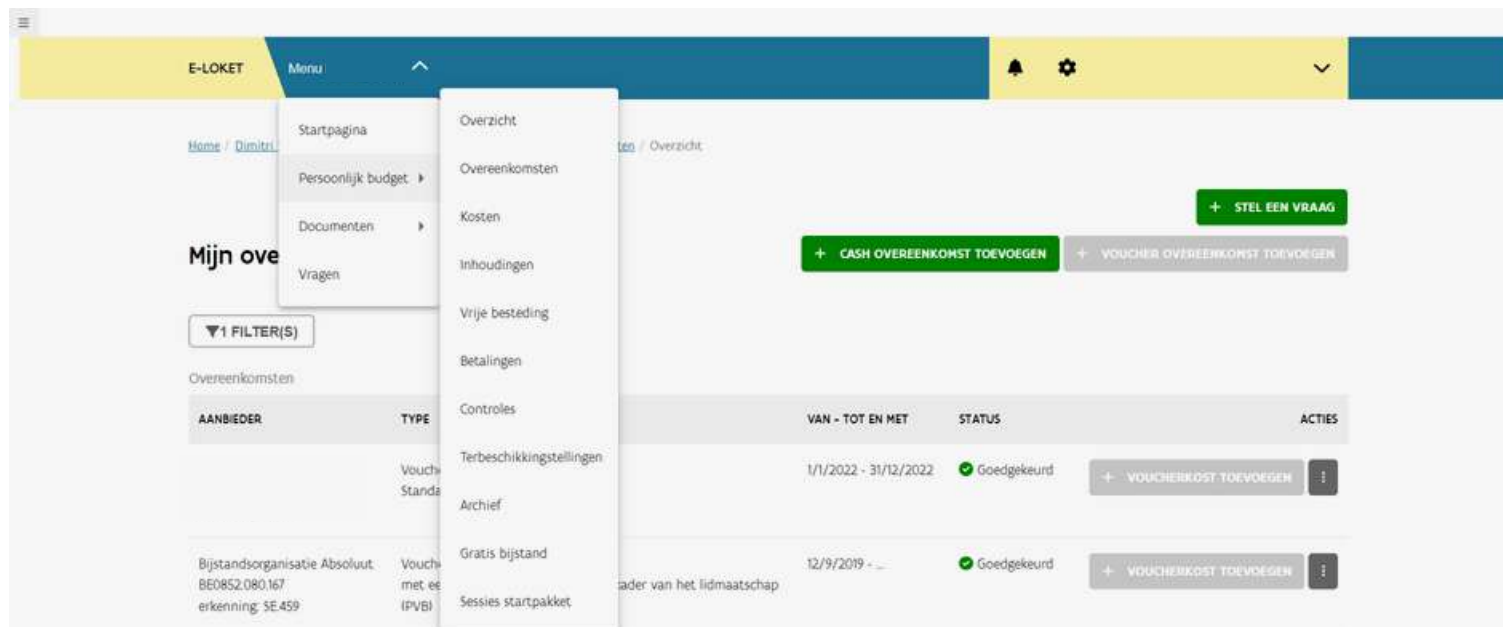 E-LOKET
Menu
Startpagina
Persoonlijk budget
Documenten
Vragen
Overzicht
Overeenkomsten
Kosten
Inhoudingen
Vrije besteding
Betalingen
Controles
Terbeschikkingstellingen
Archief
Gratis bijstand
Sessies startpakket
Home / Dimitri
ten / Overzicht
+ STEL EEN VRAAG
Mijn ove
+ CASH OVEREENKOMST TOEVOEGEN
+ VOUCHER OVEREENKOMST TOEVOEGEN
1 FILTER(S)
Overeenkomsten
AANBIEDER TYPE VAN - TOT EN MET STATUS ACTIES
Vouch 1/1/2022 - 31/12/2022 Goedgekeurd + VOUCHERKOST TOEVOEGEN
Standa
Bijstandsorganisatie Absoluut Vouch 12/9/2019 - ... Goedgekeurd + VOUCHERKOST TOEVOEGEN
BE0852.080.167 met ee ader van het lidmaatschap
erkenning: SE.459 (PVB)